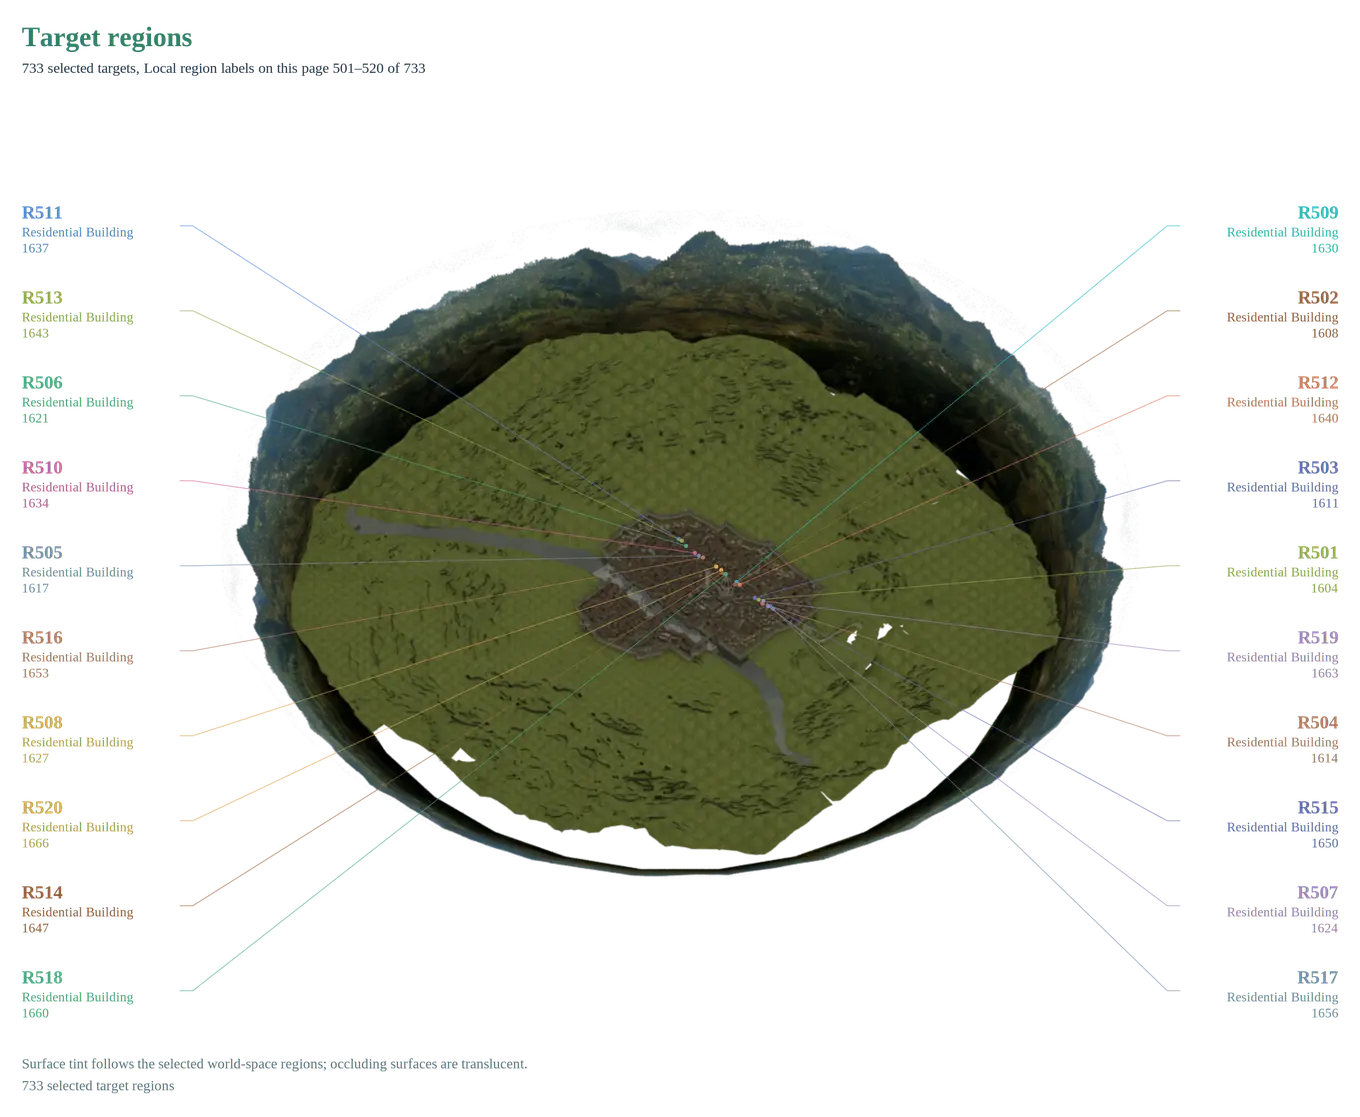 Target regions
733 selected targets, Local region labels on this page 501–520 of 733
R511
Residential Building
1637
R513
Residential Building
1643
R506
Residential Building
1621
R510
Residential Building
1634
R505
Residential Building
1617
R516
Residential Building
1653
R508
Residential Building
1627
R520
Residential Building
1666
R514
Residential Building
1647
R518
Residential Building
1660
R509
Residential Building
1630
R502
Residential Building
1608
R512
Residential Building
1640
R503
Residential Building
1611
R501
Residential Building
1604
R519
Residential Building
1663
R504
Residential Building
1614
R515
Residential Building
1650
R507
Residential Building
1624
R517
Residential Building
1656
Surface tint follows the selected world-space regions; occluding surfaces are translucent.
733 selected target regions